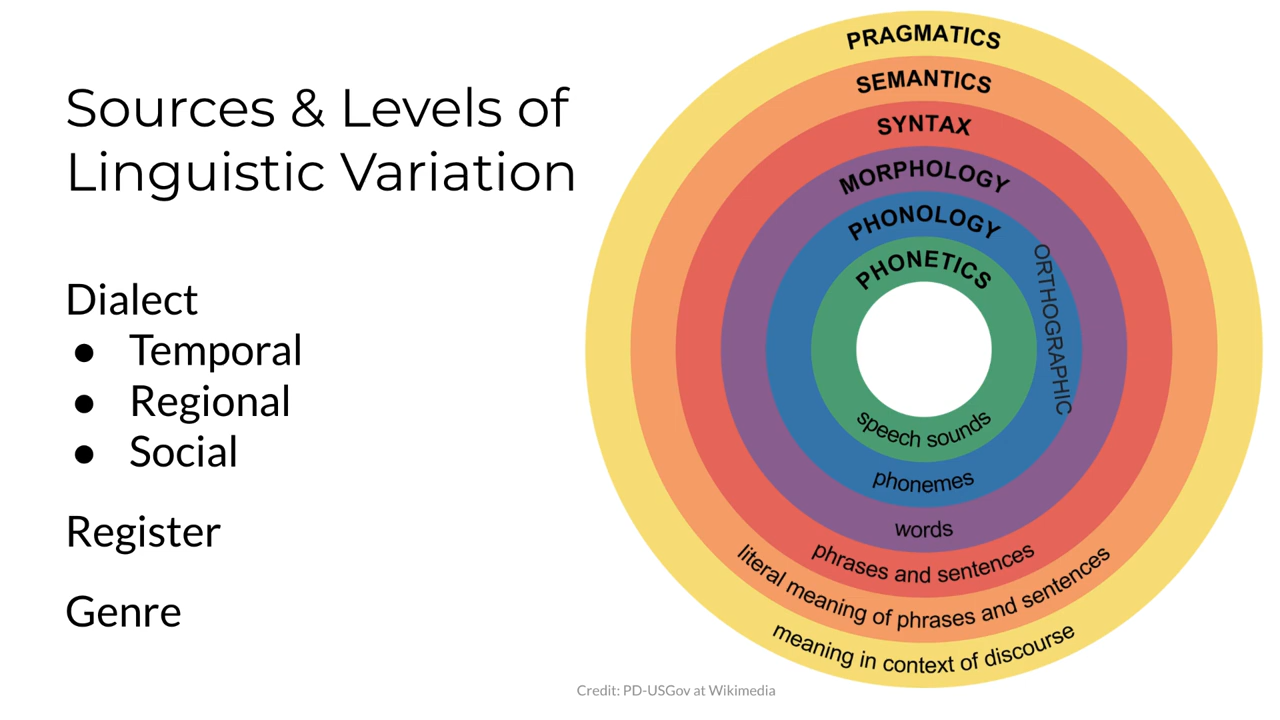 Sources & Levels of
Linguistic Variation
Dialect
● Temporal
● Regional
● Social
Register
Genre
PRAGMATICS
SEMANTICS
SYNTAX
MORPHOLOGY
PHONOLOGY
PHONETICS
ORTHOGRAPHIC
speech sounds
phonemes
words
phrases and sentences
literal meaning of phrases and sentences
meaning in context of discourse
Credit: PD-USGov at Wikimedia